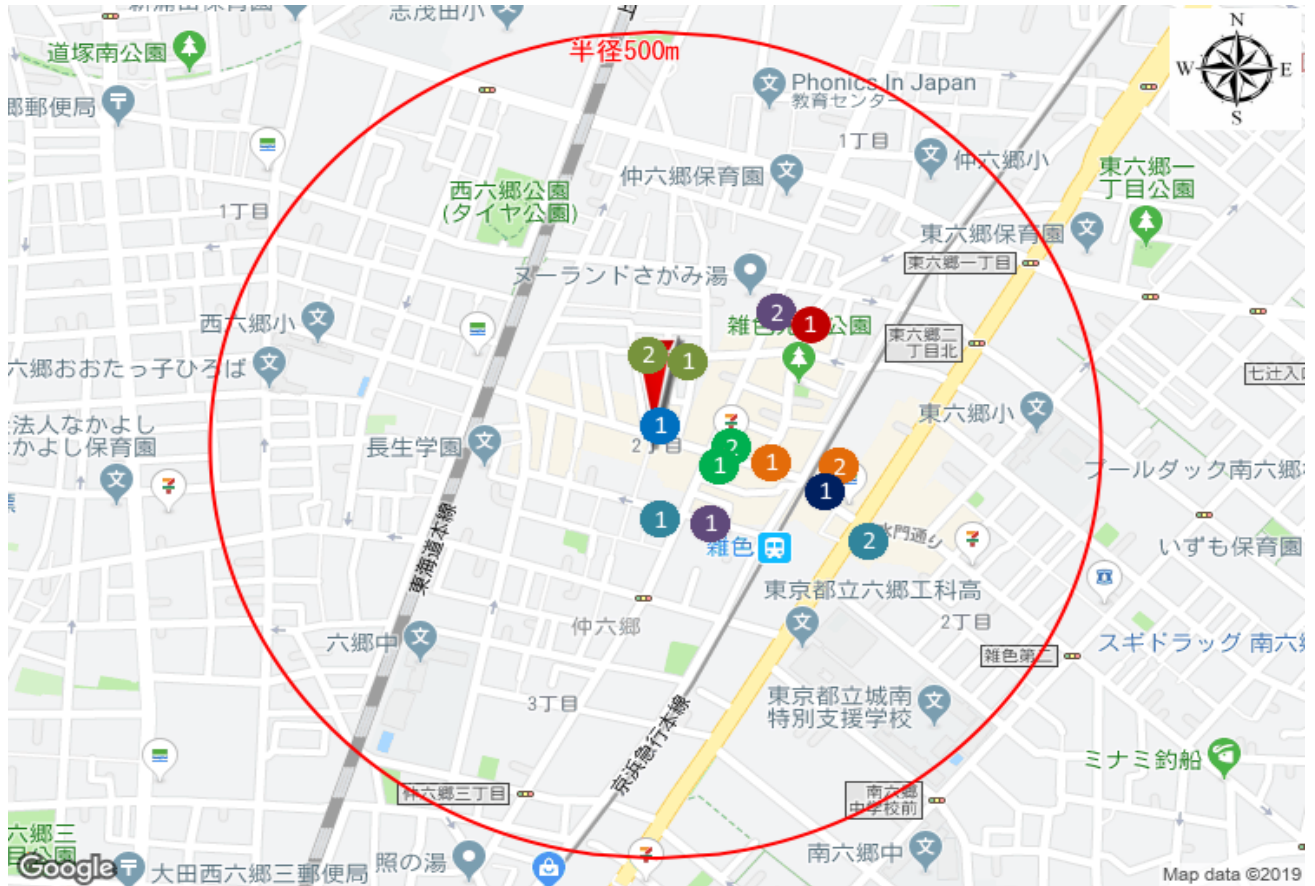 志茂田小
道塚南公園
半径500m
N
W
E
S
Phonics In Japan
教育センター
郷郵便局
1丁目
仲六郷小
仲六郷保育園
東六郷一
丁目公園
西六郷公園
(タイヤ公園)
1丁目
東六郷保育園
東六郷一丁目
ヌーランドさがみ湯
2
1
西六郷小
東六郷二
丁目北
六郷おおたっ子ひろば
2
1
七辻入口
東六郷小
法人なかよし
かよし保育園
長生学園
1
2丁目
2
1
1
2
プールダック南六郷
1
1
1
2
水門通り
雑色
いずも保育園
東海道本線
東京都立六郷工科高
仲六郷
2丁目
六郷中
雑色第二
スギドラッグ 南六郷
3丁目
東京都立城南
特別支援学校
京浜急行本線
ミナミ釣船
仲六郷三丁目
南六郷
中学校前
六郷三
目公園
Google
大田西六郷三郵便局
照の湯
南六郷中
Map data ©2019